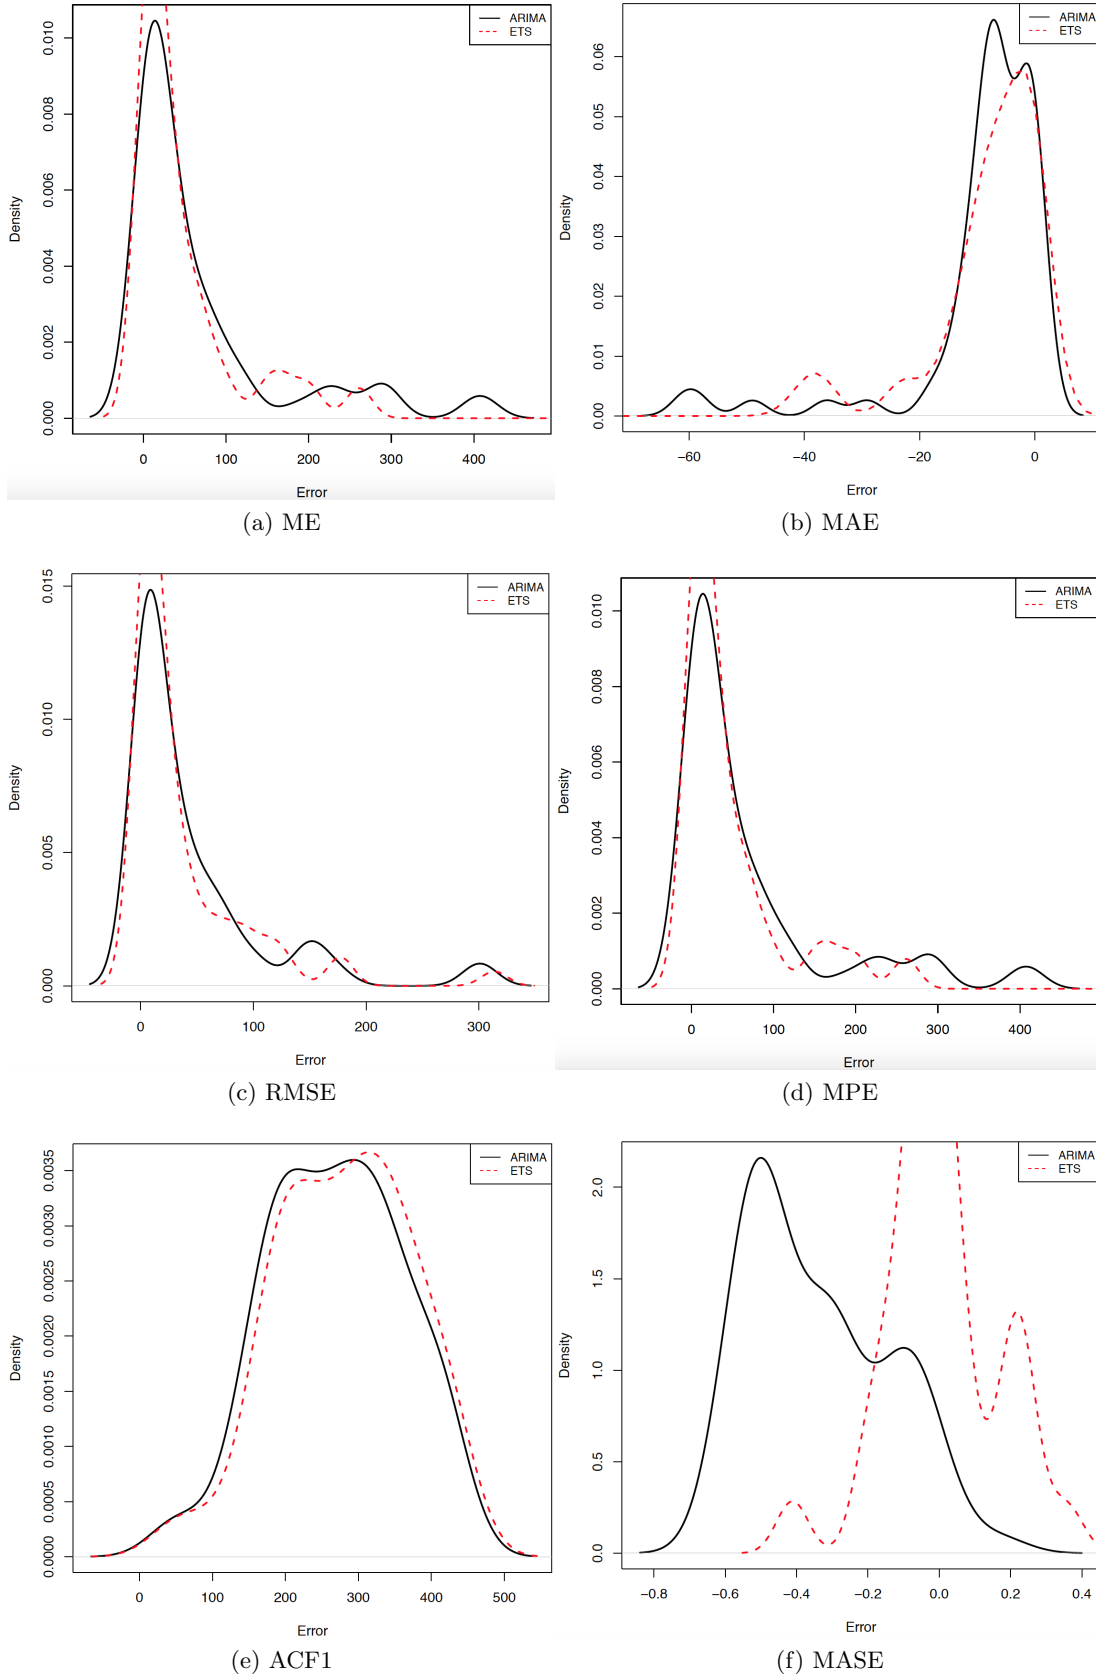 ARIMA
ETS
0.000 0.002 0.004 0.006 0.008 0.010
Density
0 100 200 300 400
Error
(a) ME
ARIMA
ETS
0.00 0.01 0.02 0.03 0.04 0.05 0.06
Density
−60 −40 −20 0
Error
(b) MAE
ARIMA
ETS
0.000 0.005 0.010 0.015
Density
0 100 200 300
Error
(c) RMSE
ARIMA
ETS
0.000 0.002 0.004 0.006 0.008 0.010
Density
0 100 200 300 400
Error
(d) MPE
ARIMA
ETS
0.0000 0.0005 0.0010 0.0015 0.0020 0.0025 0.0030 0.0035
Density
0 100 200 300 400 500
Error
(e) ACF1
ARIMA
ETS
0.0 0.5 1.0 1.5 2.0
Density
−0.8 −0.6 −0.4 −0.2 0.0 0.2 0.4
Error
(f) MASE